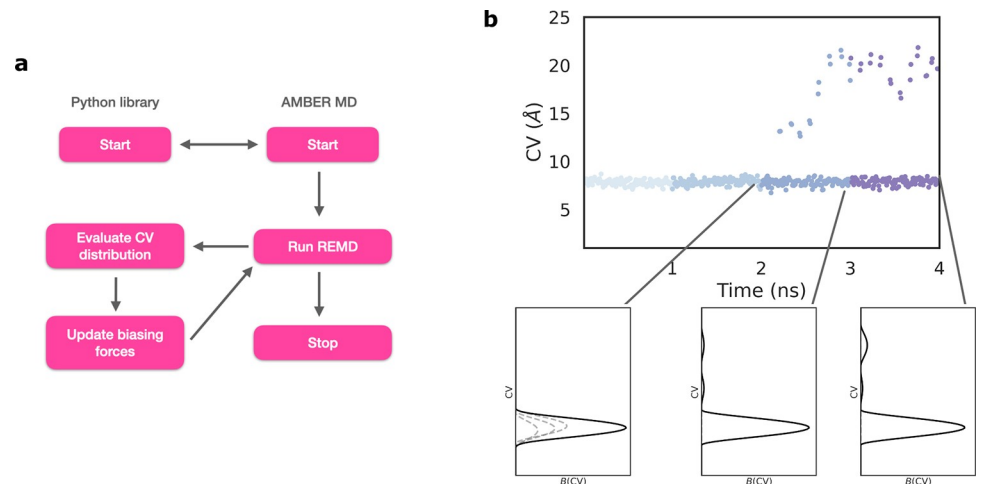 a
Python library
AMBER MD
Start
Start
Evaluate CV
distribution
Run REMD
Update biasing
forces
Stop
b
CV (Å)
25
20
15
10
5
1
2
3
4
Time (ns)
CV
B(CV)
CV
B(CV)
CV
B(CV)